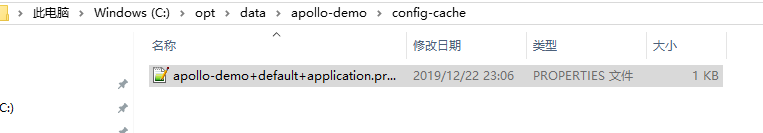 此电脑 > Windows (C:) > opt > data > apollo-demo > config-cache
名称 修改日期 类型 大小
apollo-demo+default+application.pr... 2019/12/22 23:06 PROPERTIES 文件 1 KB
C:)